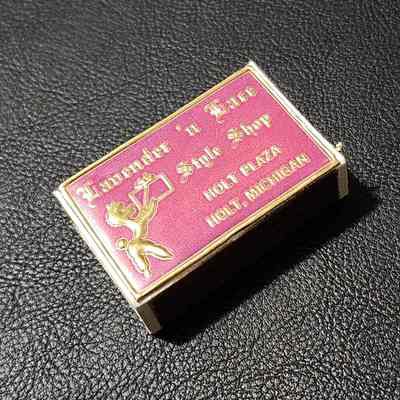 Lavender 'n Lace
Style Shop
HOLT PLAZA
HOLT, MICHIGAN